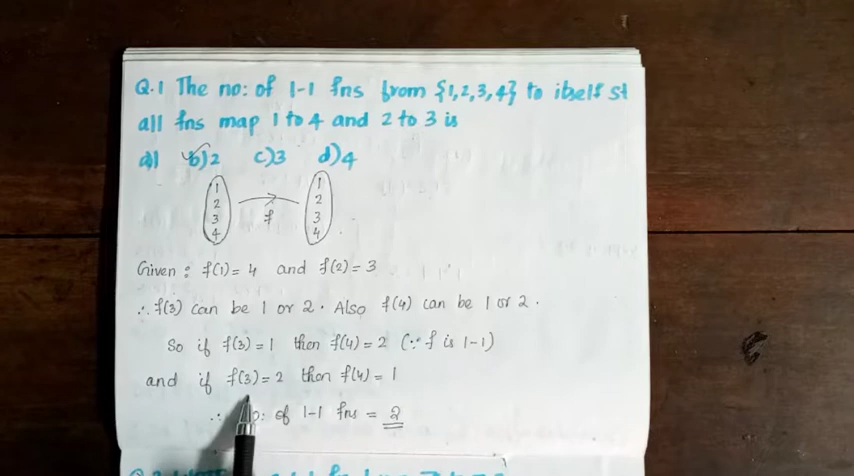 Q.1 The no: of 1-1 fns from {1,2,3,4} to itself st
all fns map 1 to 4 and 2 to 3 is
a)1 b)2 c)3 d)4
1 1
2 2
3 f 3
4 4
Given : f(1)= 4 and f(2)= 3
∴ f(3) can be 1 or 2. Also f(4) can be 1 or 2.
So if f(3)=1 then f(4)=2 (∵ f is 1-1)
and if f(3)=2 then f(4)=1
of 1-1 fns = 2